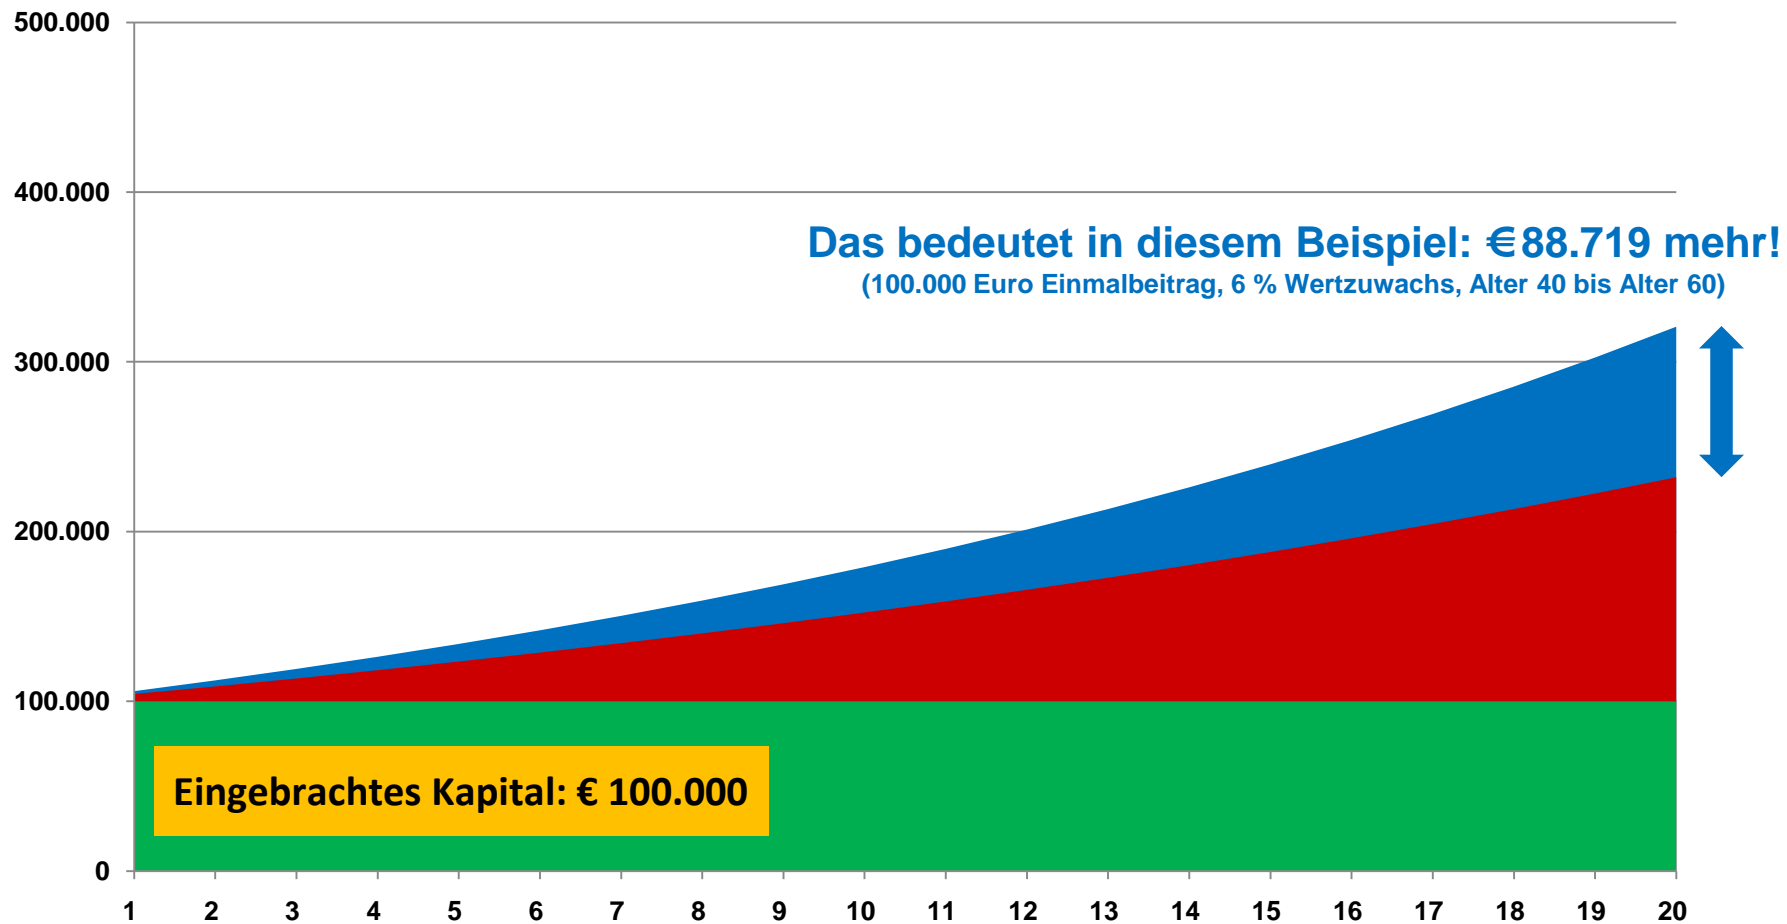 500.000
400.000
Das bedeutet in diesem Beispiel: €88.719 mehr!
(100.000 Euro Einmalbeitrag, 6 % Wertzuwachs, Alter 40 bis Alter 60)
300.000
200.000
100.000
Eingebrachtes Kapital: € 100.000
0
1 2 3 4 5 6 7 8 9 10 11 12 13 14 15 16 17 18 19 20